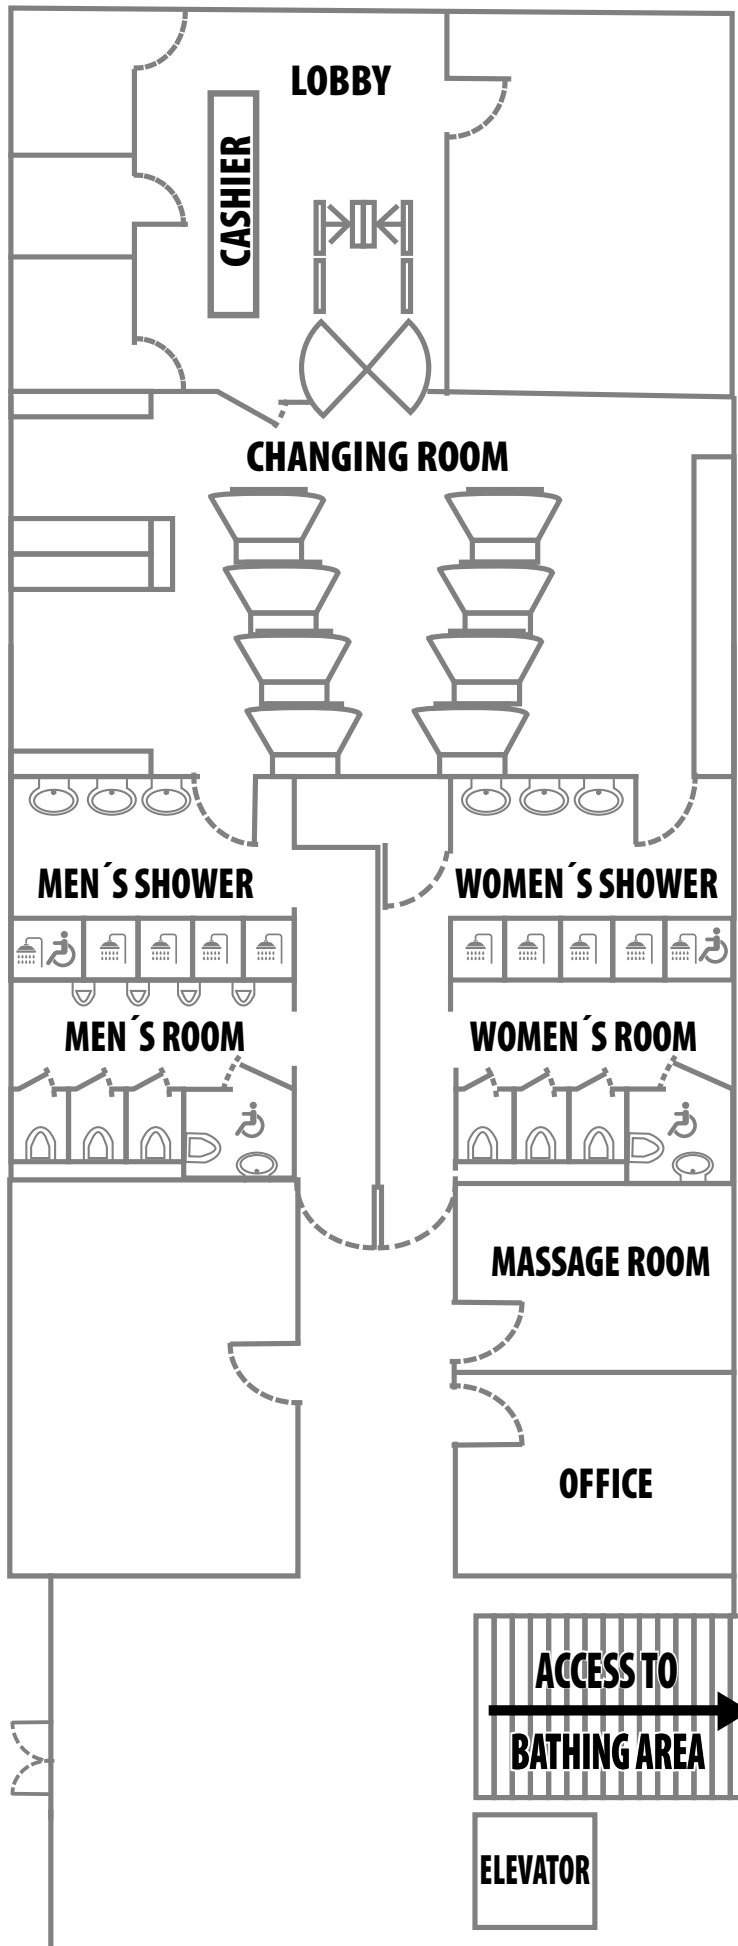 LOBBY
CASHIER
CHANGING ROOM
MEN´S SHOWER
WOMEN´S SHOWER
MEN´S ROOM
WOMEN´S ROOM
MASSAGE ROOM
OFFICE
ACCESS TO
BATHING AREA
ELEVATOR